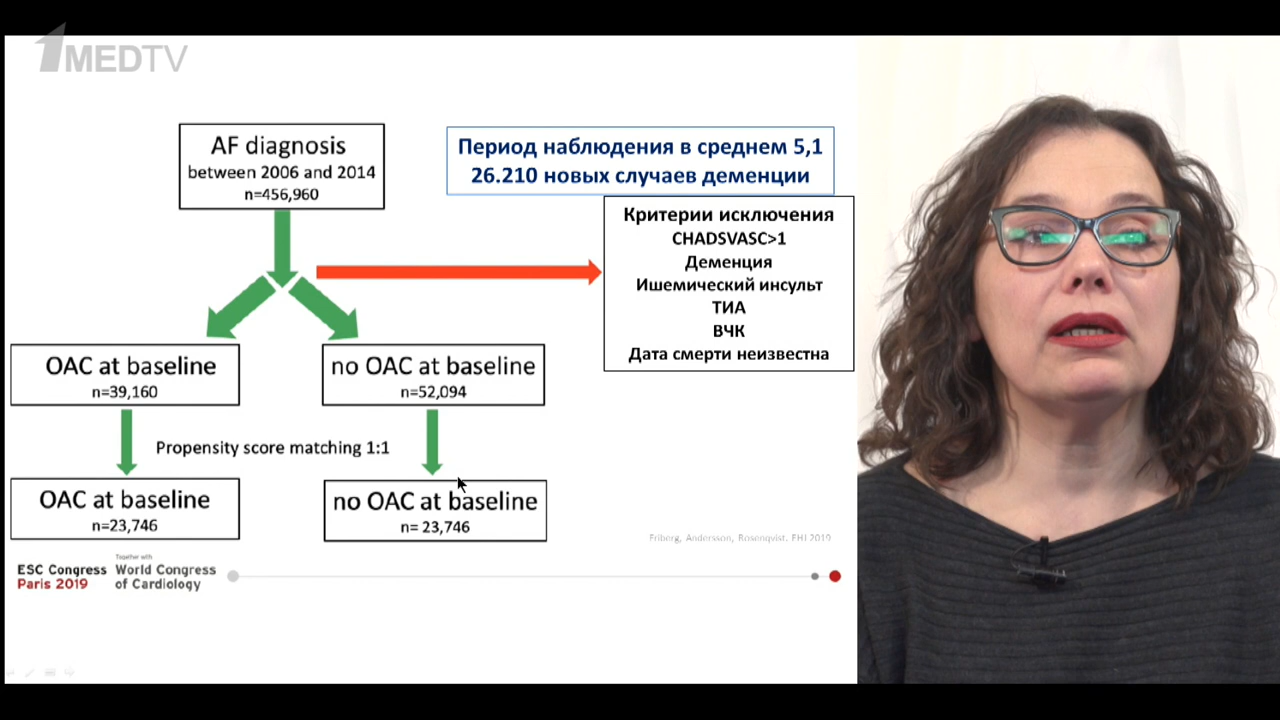 1MEDTV
AF diagnosis
between 2006 and 2014
n=456,960
Период наблюдения в среднем 5,1
26.210 новых случаев деменции
Критерии исключения
CHADSVASC>1
Деменция
Ишемический инсульт
ТИА
ВЧК
Дата смерти неизвестна
OAC at baseline
n=39,160
no OAC at baseline
n=52,094
Propensity score matching 1:1
OAC at baseline
n=23,746
no OAC at baseline
n= 23,746
Friberg, Andersson, Rosenqvist. EHJ 2019
ESC Congress
Paris 2019
Together with
World Congress
of Cardiology